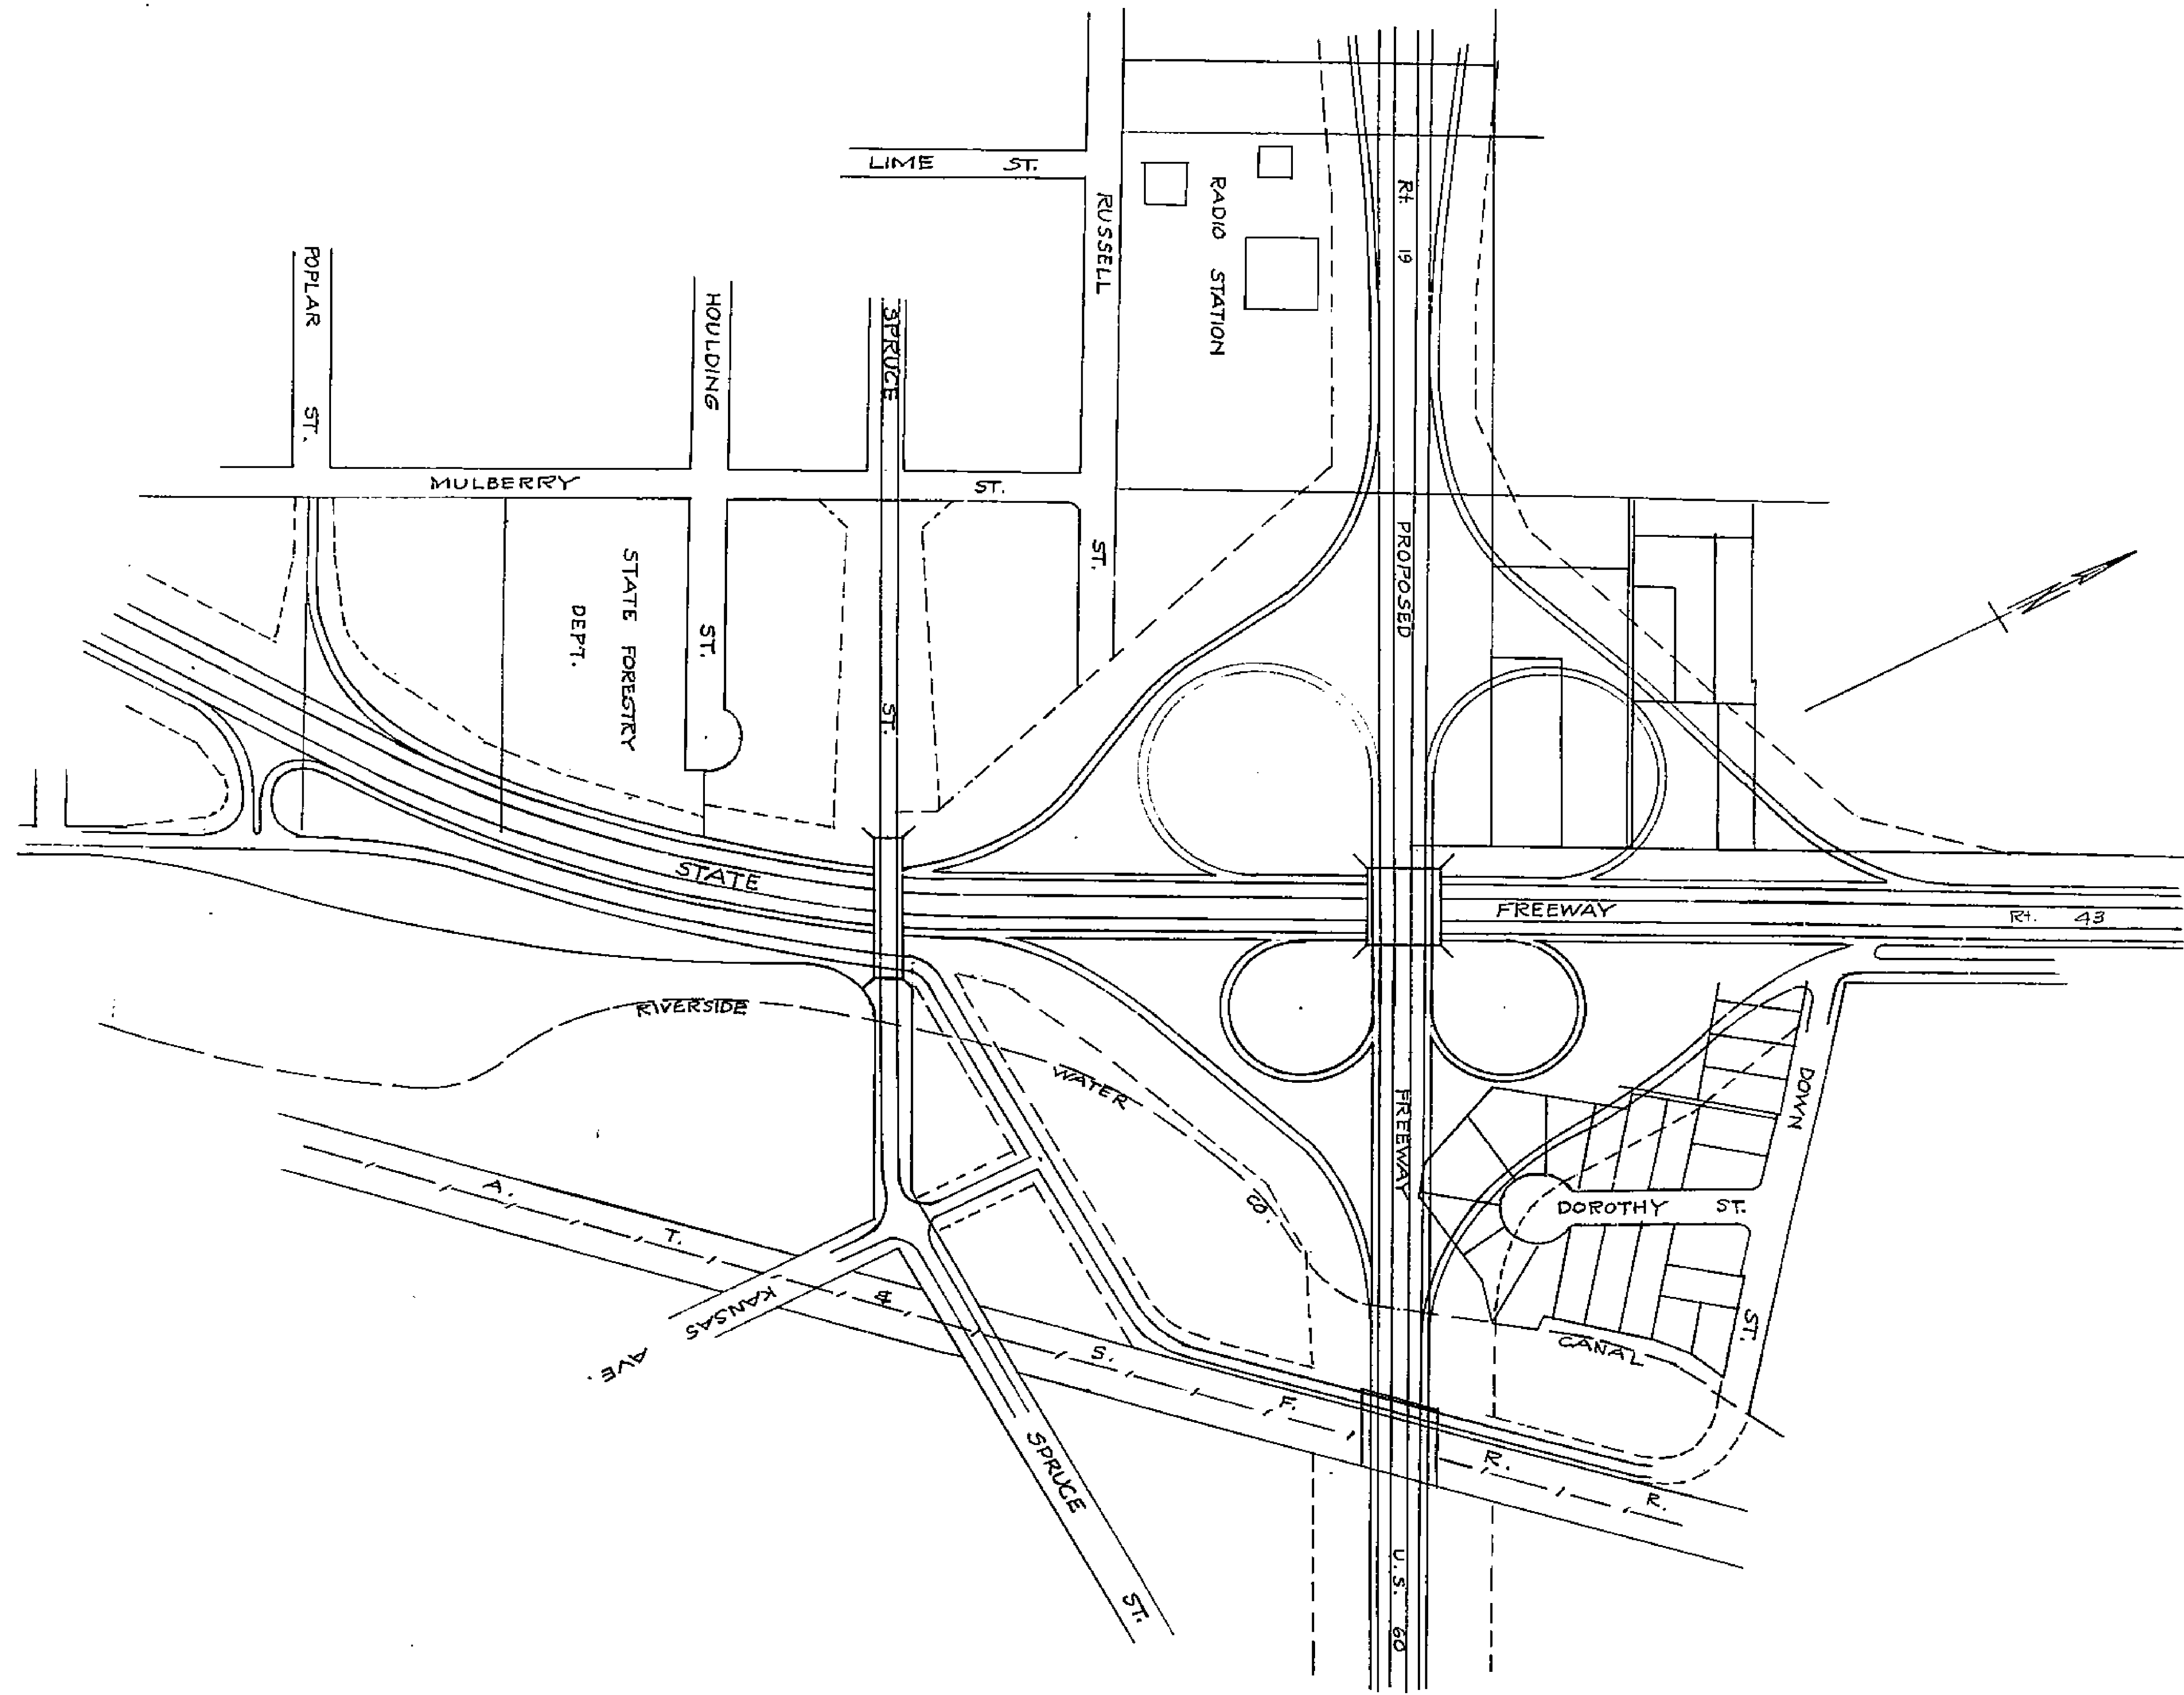 LIME ST.
RUSSELL ST.
RADIO STATION
Rt. 19
POPLAR ST.
HOULDING ST.
SPRUCE ST.
MULBERRY ST.
STATE FORESTRY
DEPT.
PROPOSED FREEWAY
STATE FREEWAY Rt. 43
RIVERSIDE WATER CO. CANAL
DOWN ST.
DOROTHY ST.
A. T. & S. F. R. R.
KANSAS AVE.
SPRUCE ST.
U.S. 60